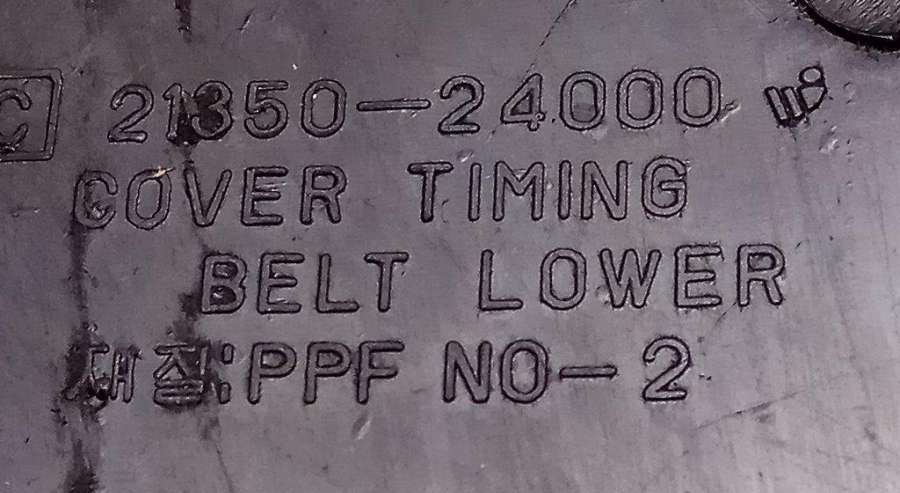 C 21350-24000
COVER TIMING
BELT LOWER
재질:PPF NO-2